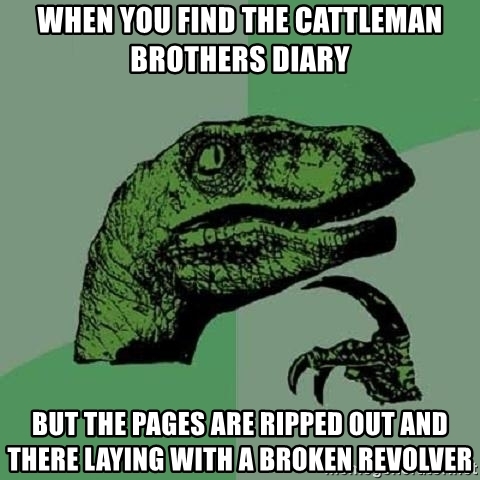 WHEN YOU FIND THE CATTLEMAN
BROTHERS DIARY
BUT THE PAGES ARE RIPPED OUT AND
THERE LAYING WITH A BROKEN REVOLVER